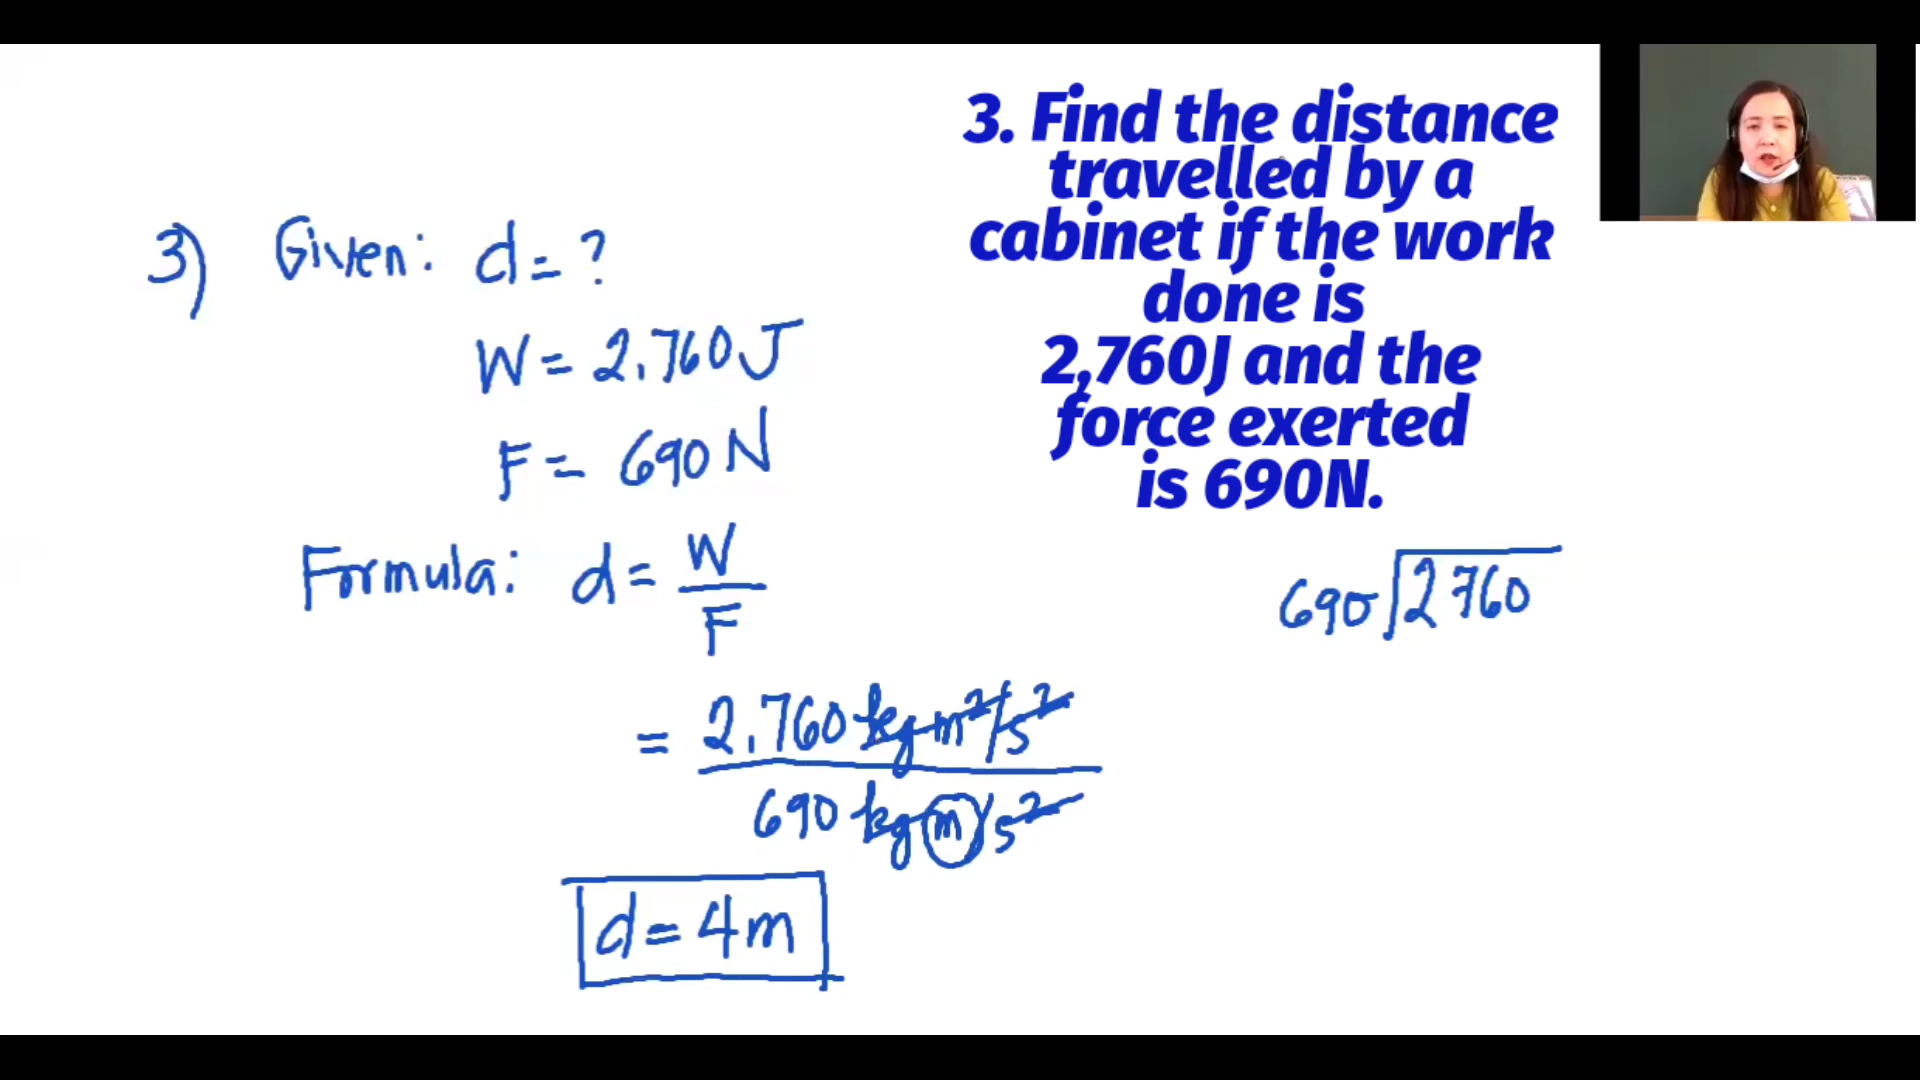 3. Find the distance
travelled by a
cabinet if the work
done is
2,760J and the
force exerted
is 690N.
3) Given: d = ?
W = 2,760 J
F = 690 N
Formula: d = W
F
= 2,760 kg m²/s²
690 kg m/s²
d = 4m
690 2760